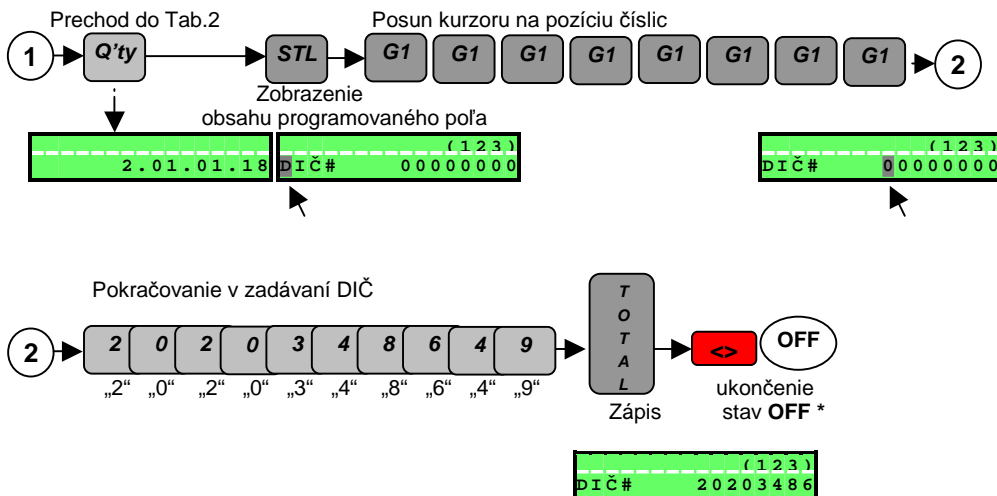 Prechod do Tab.2
Posun kurzoru na pozíciu číslic
1 Q'ty STL G1 G1 G1 G1 G1 G1 G1 G1 2
Zobrazenie
obsahu programovaného poľa
(123)
2.01.01.18
DIČ# 00000000
(123)
DIČ# 00000000
Pokračovanie v zadávaní DIČ
2 2 0 2 0 3 4 8 6 4 9 TOTAL <> OFF
„2“ „0“ „2“ „0“ „3“ „4“ „8“ „6“ „4“ „9“
Zápis
ukončenie
stav OFF *
(123)
DIČ# 20203486